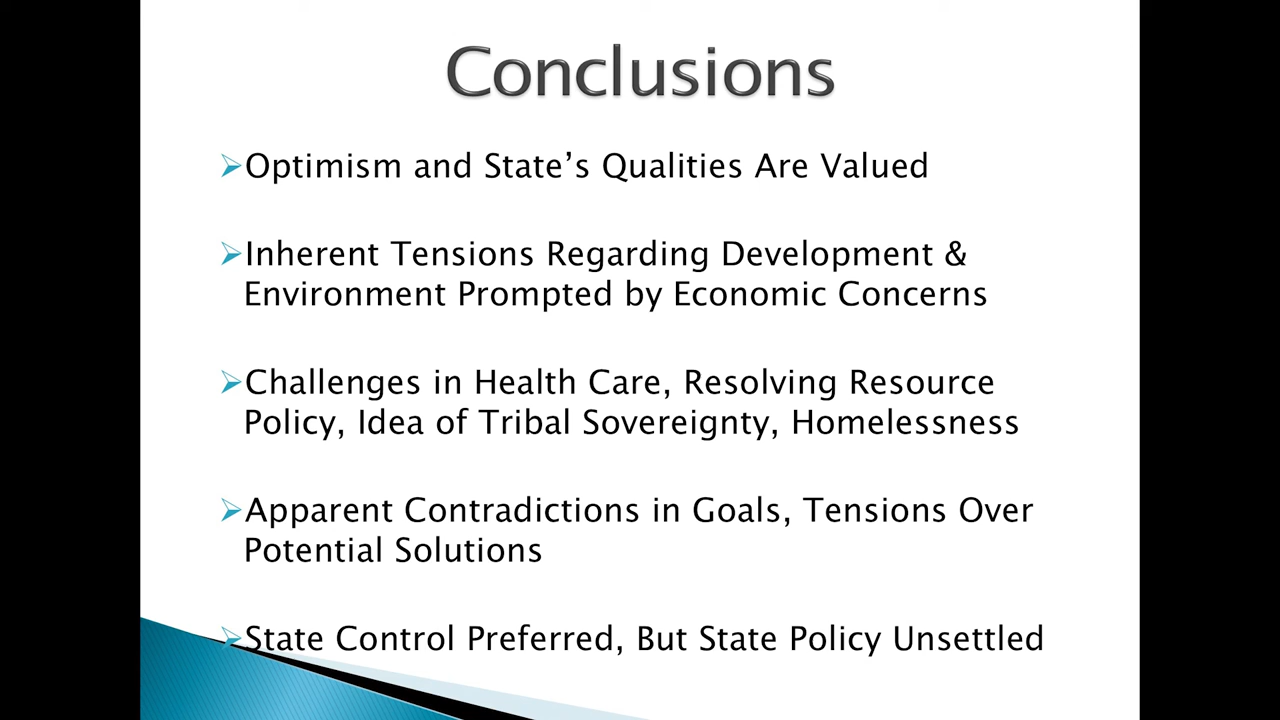 Conclusions
Optimism and State’s Qualities Are Valued
Inherent Tensions Regarding Development &
Environment Prompted by Economic Concerns
Challenges in Health Care, Resolving Resource
Policy, Idea of Tribal Sovereignty, Homelessness
Apparent Contradictions in Goals, Tensions Over
Potential Solutions
State Control Preferred, But State Policy Unsettled